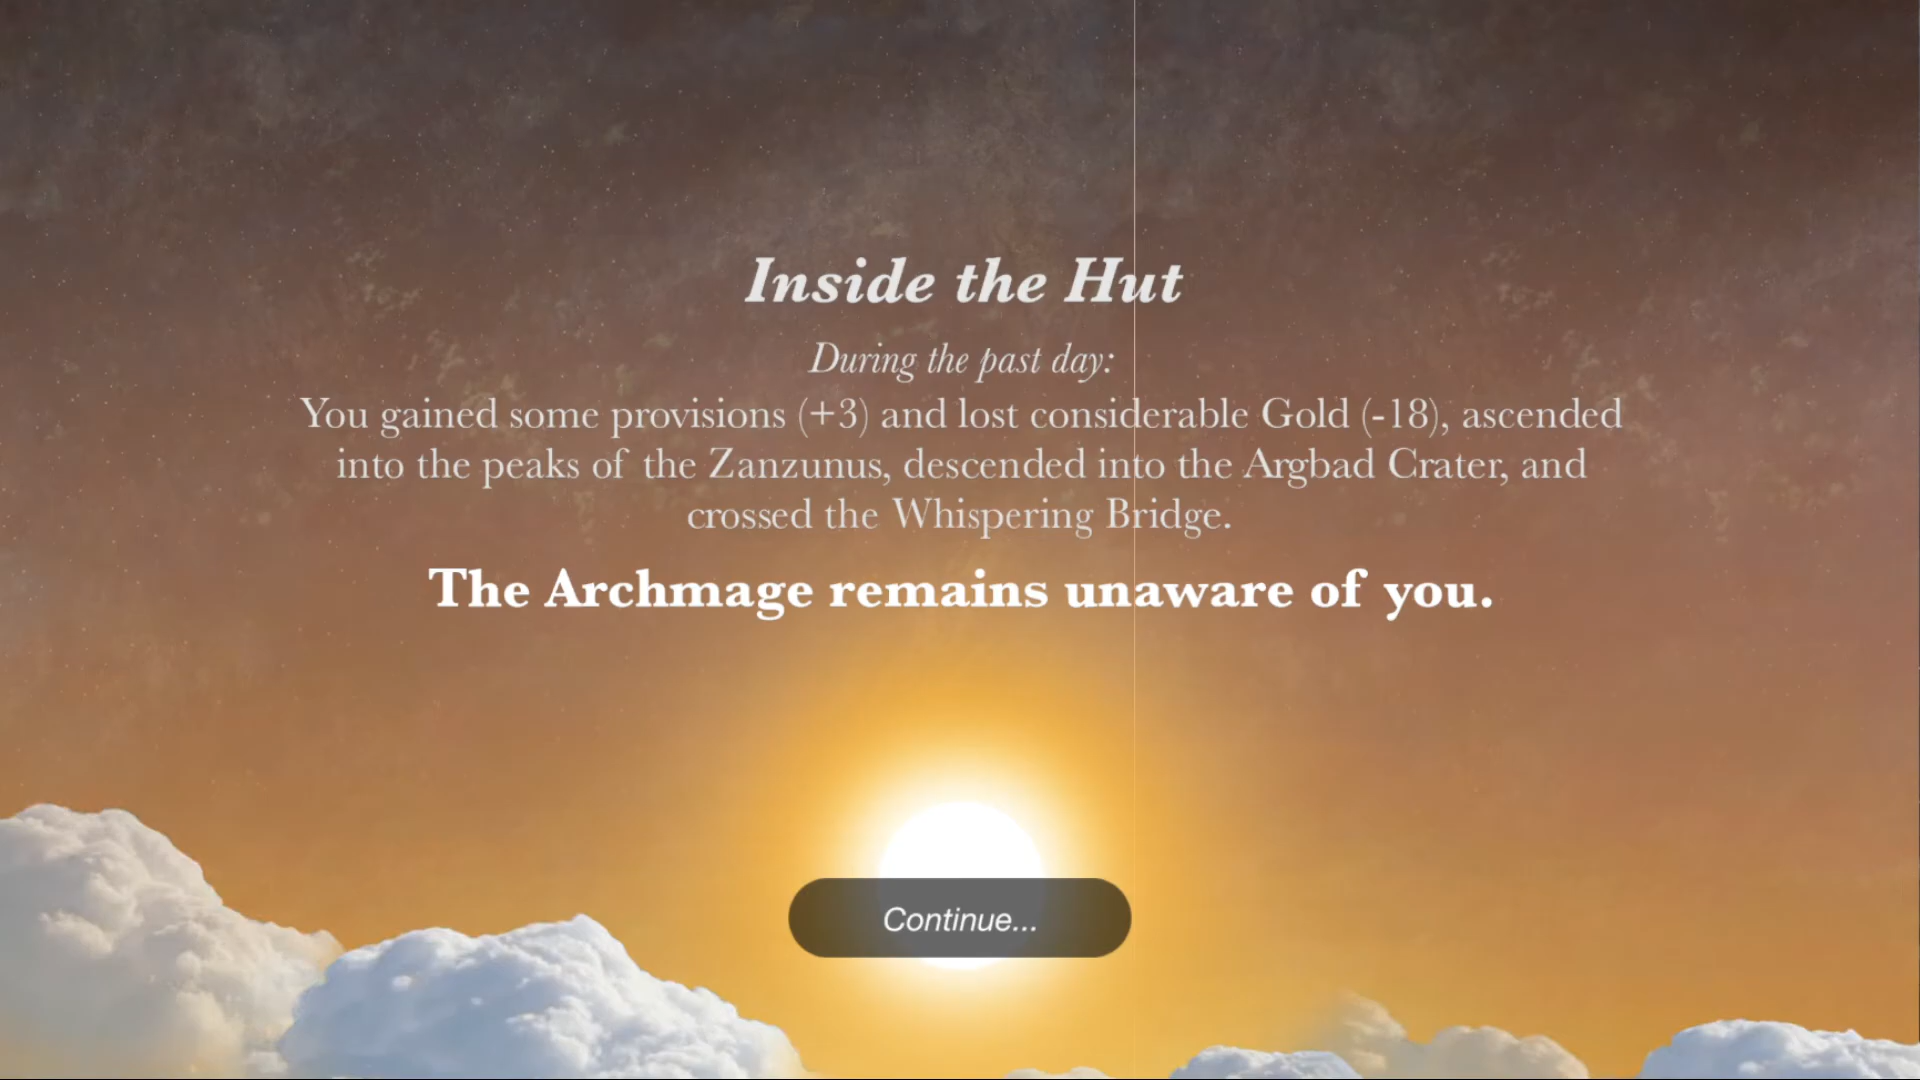 Inside the Hut
During the past day:
You gained some provisions (+3) and lost considerable Gold (-18), ascended
into the peaks of the Zanzunus, descended into the Argbad Crater, and
crossed the Whispering Bridge.
The Archmage remains unaware of you.
Continue...